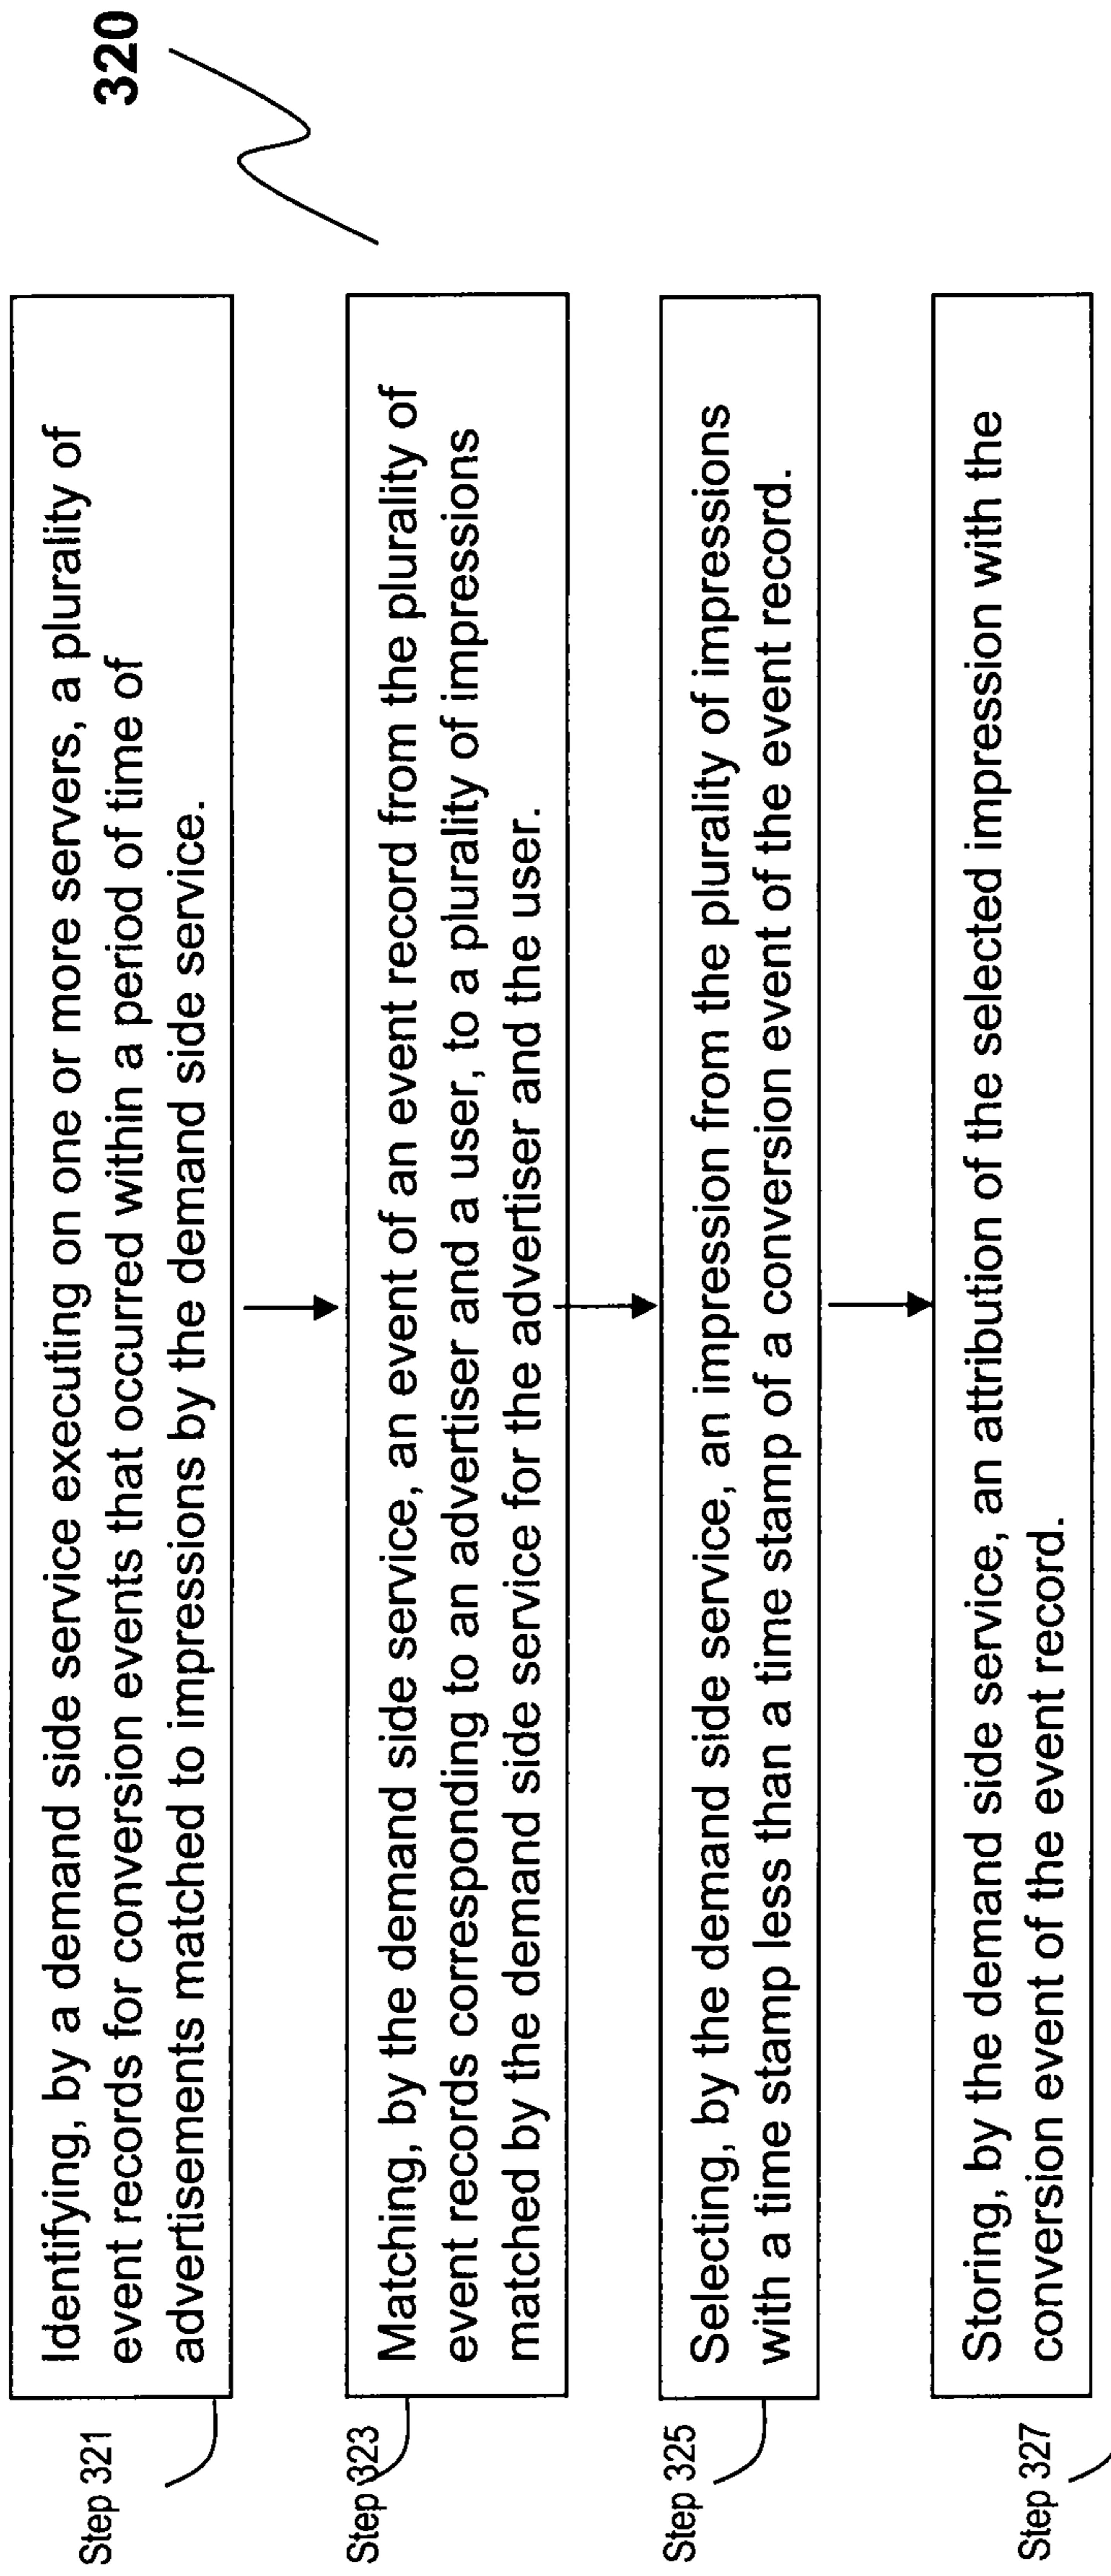 320
Step 321
Identifying, by a demand side service executing on one or more servers, a plurality of
event records for conversion events that occurred within a period of time of
advertisements matched to impressions by the demand side service.
Step 323
Matching, by the demand side service, an event of an event record from the plurality of
event records corresponding to an advertiser and a user, to a plurality of impressions
matched by the demand side service for the advertiser and the user.
Step 325
Selecting, by the demand side service, an impression from the plurality of impressions
with a time stamp less than a time stamp of a conversion event of the event record.
Step 327
Storing, by the demand side service, an attribution of the selected impression with the
conversion event of the event record.